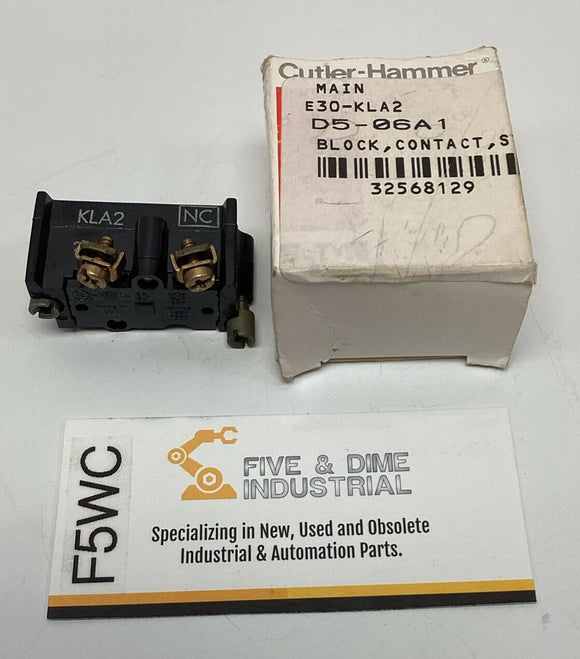 Cutler-Hammer®
MAIN
E30-KLA2
D5-06A1
BLOCK,CONTACT,S
32568129
KLA2
NC
F5WC
FIVE & DIME
INDUSTRIAL
Specializing in New, Used and Obsolete
Industrial & Automation Parts.